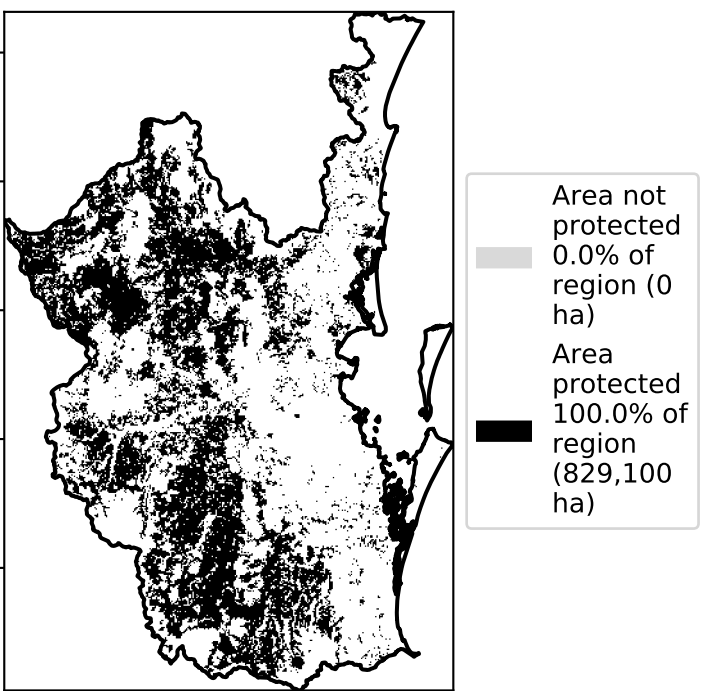 Area not
protected
0.0% of
region (0
ha)
Area
protected
100.0% of
region
(829,100
ha)